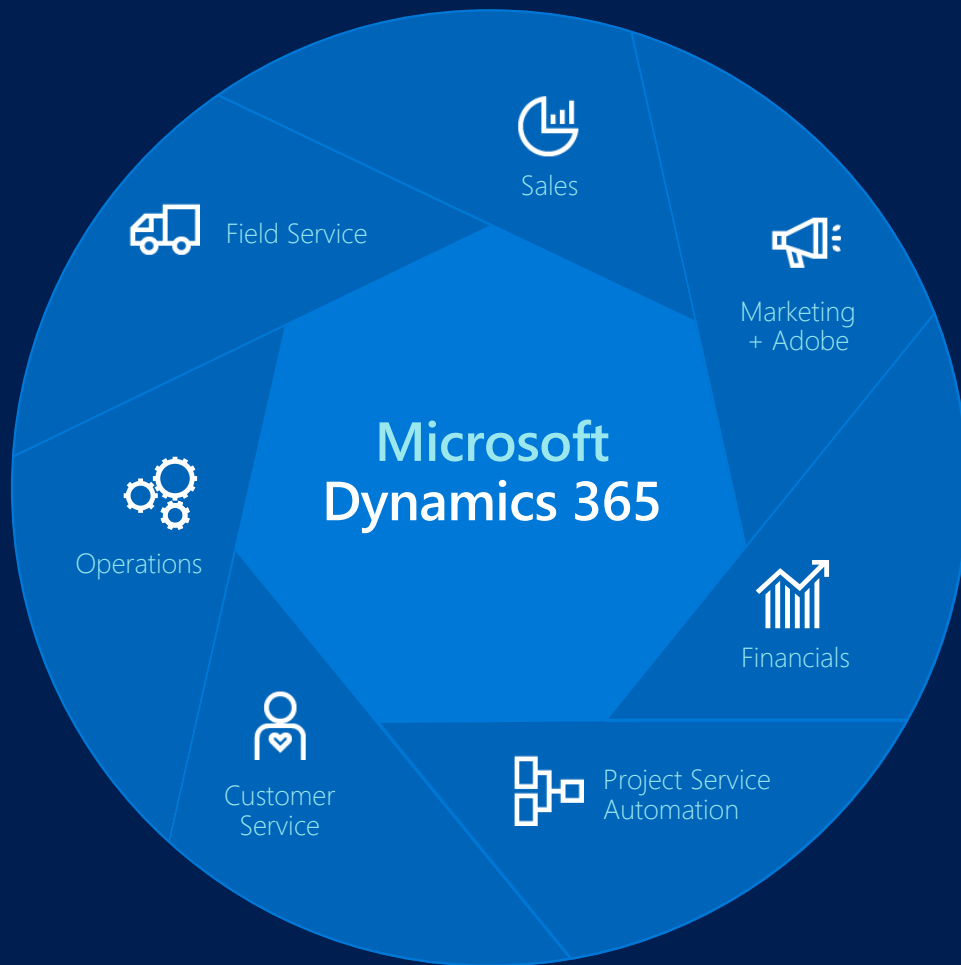 Sales
Field Service
Marketing
+ Adobe
Microsoft
Dynamics 365
Operations
Financials
Customer
Service
Project Service
Automation